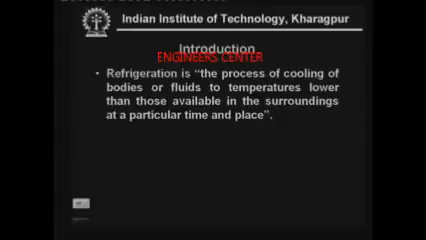 Indian Institute of Technology, Kharagpur
Introduction
ENGINEERS CENTER
• Refrigeration is “the process of cooling of
bodies or fluids to temperatures lower
than those available in the surroundings
at a particular time and place”.